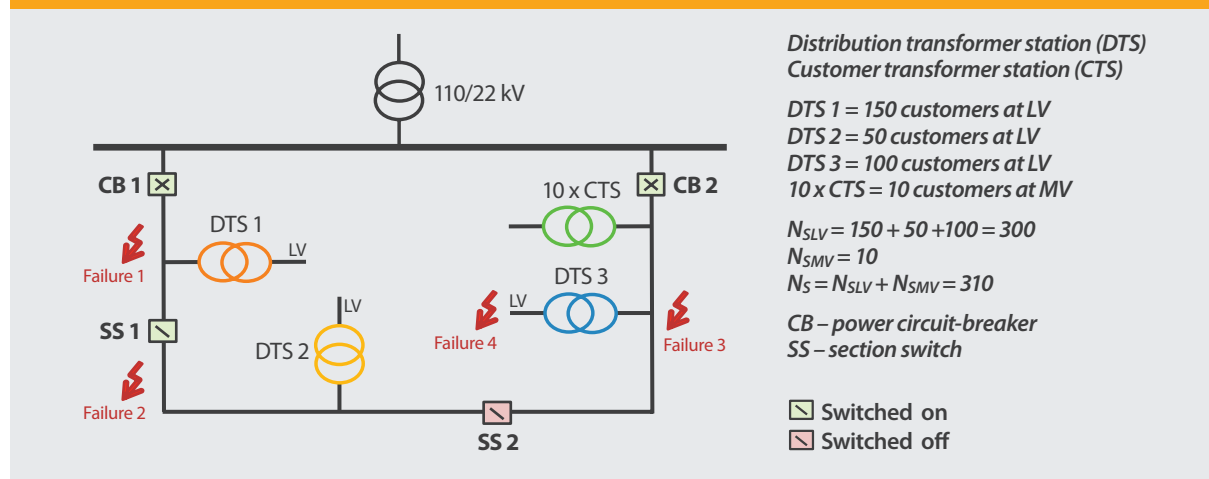 110/22 kV
CB 1
10 x CTS
CB 2
DTS 1
LV
Failure 1
DTS 3
LV
LV
SS 1
DTS 2
Failure 4
Failure 3
Failure 2
SS 2
Distribution transformer station (DTS)
Customer transformer station (CTS)
DTS 1 = 150 customers at LV
DTS 2 = 50 customers at LV
DTS 3 = 100 customers at LV
10 x CTS = 10 customers at MV
NSLV = 150 + 50 +100 = 300
NSMV = 10
NS = NSLV + NSMV = 310
CB – power circuit-breaker
SS – section switch
Switched on
Switched off